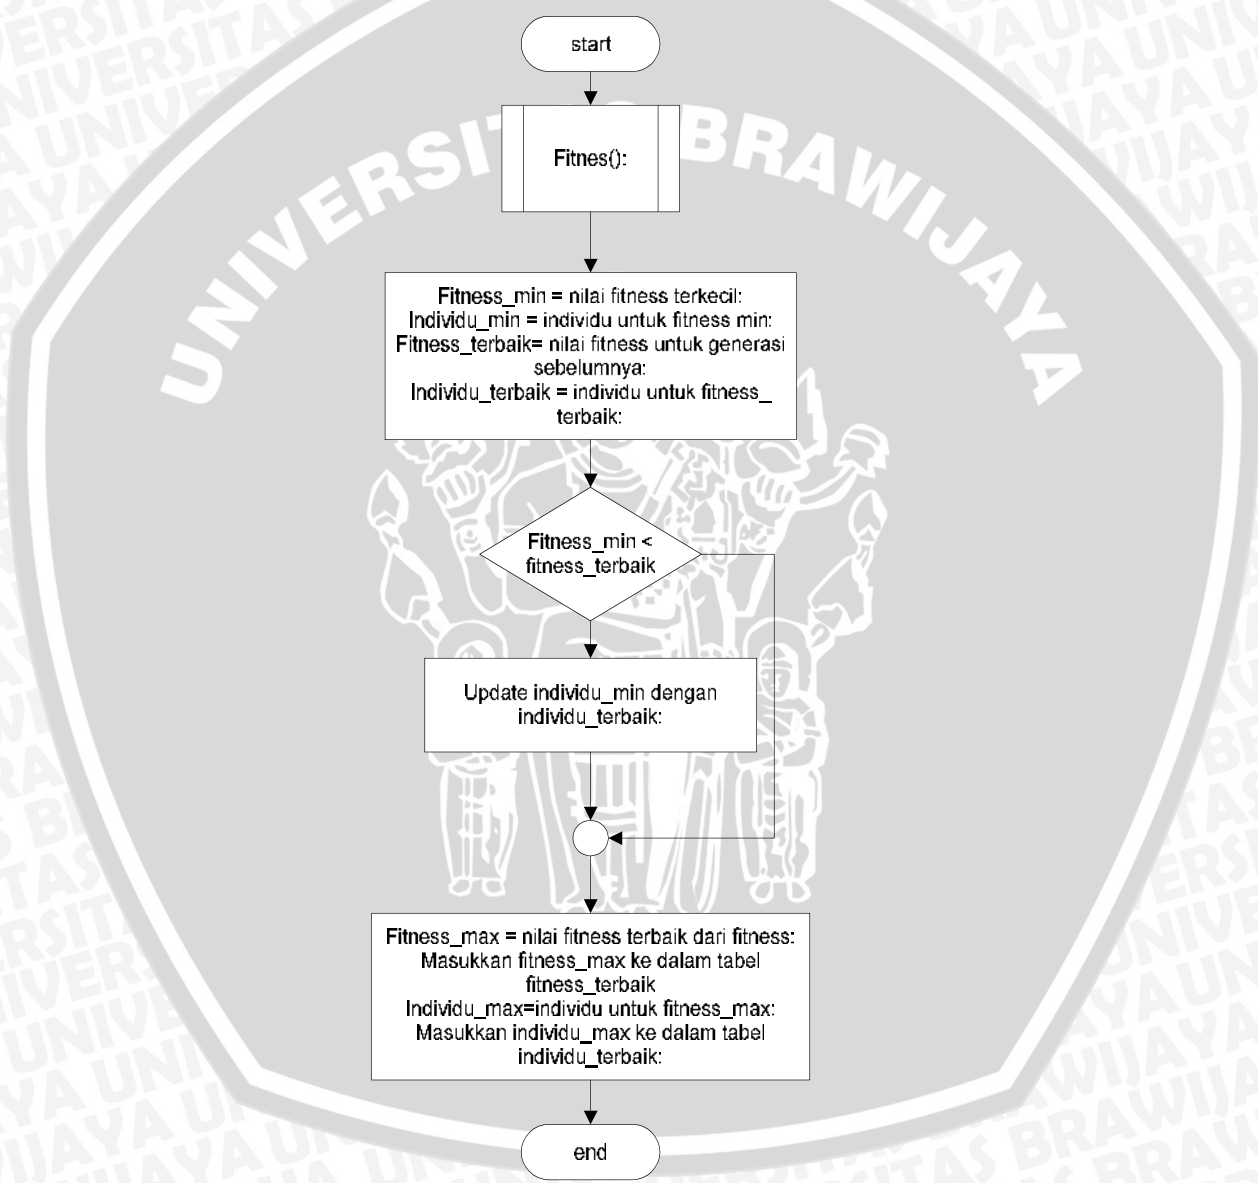 start
UNIVERSIT S BRAWIJAYA
Fitnes():
Fitness_min = nilai fitness terkecil:
Individu_min = individu untuk fitness min:
Fitness_terbaik= nilai fitness untuk generasi
sebelumnya:
Individu_terbaik = individu untuk fitness_
terbaik:
Fitness_min <
fitness_terbaik
Update individu_min dengan
individu_terbaik:
Fitness_max = nilai fitness terbaik dari fitness:
Masukkan fitness_max ke dalam tabel
fitness_terbaik
Individu_max=individu untuk fitness_max:
Masukkan individu_max ke dalam tabel
individu_terbaik:
end